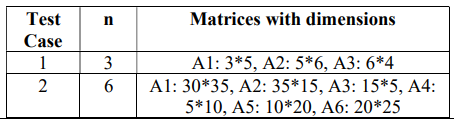 Test Case n Matrices with dimensions
1 3 A1: 3*5, A2: 5*6, A3: 6*4
2 6 A1: 30*35, A2: 35*15, A3: 15*5, A4:
5*10, A5: 10*20, A6: 20*25